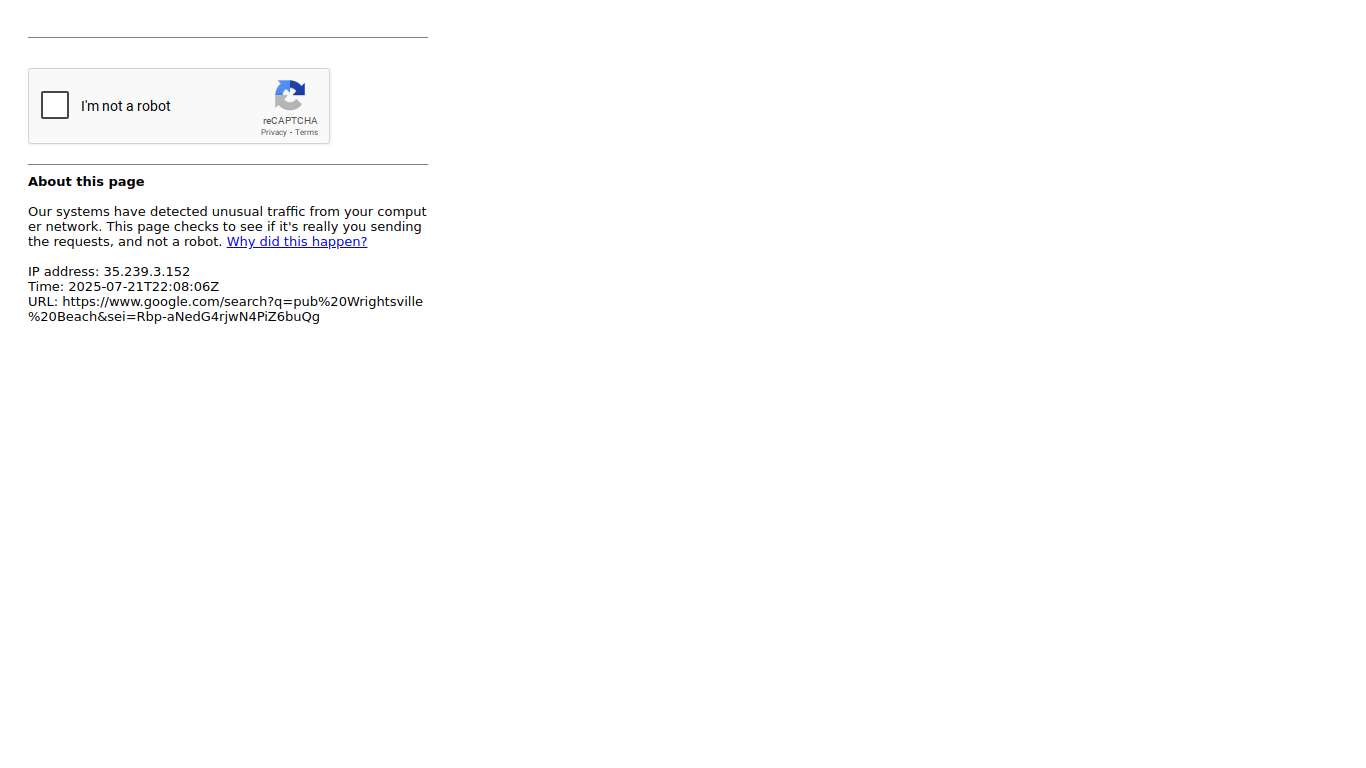 I'm not a robot
reCAPTCHA
Privacy - Terms
About this page
Our systems have detected unusual traffic from your comput
er network. This page checks to see if it's really you sending
the requests, and not a robot. Why did this happen?
IP address: 35.239.3.152
Time: 2025-07-21T22:08:06Z
URL: https://www.google.com/search?q=pub%20Wrightsville
%20Beach&sei=Rbp-aNedG4rjwN4PiZ6buQg